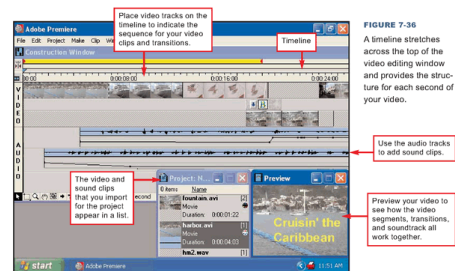 Place video tracks on the
timeline to indicate the
sequence for your video
clips and transitions.
Timeline
FIGURE 7-36
A timeline stretches
across the top of the
video editing window
and provides the struc-
ture for each second of
your video.
Adobe Premiere
File Edit Project Make Clip
Construction Window
00:00
0:00:08:00
0:00:16:00
0:00:24:00
VIDEO
B
AUDIO
Use the audio tracks
to add sound clips.
The video and
sound clips
that you import
for the project
appear in a list.
econd
Project: N...
0 items Name
fountain.avi [2]
Movie
Duration: 0:00:01:22
harbor.avi [1]
Movie
Duration: 0:00:04:03
hm2.wav [1]
Preview
Cruisin' the
Caribbean
Preview your video to
see how the video
segments, transitions,
and soundtrack all
work together.
start
Adobe Premiere
11:51 AM